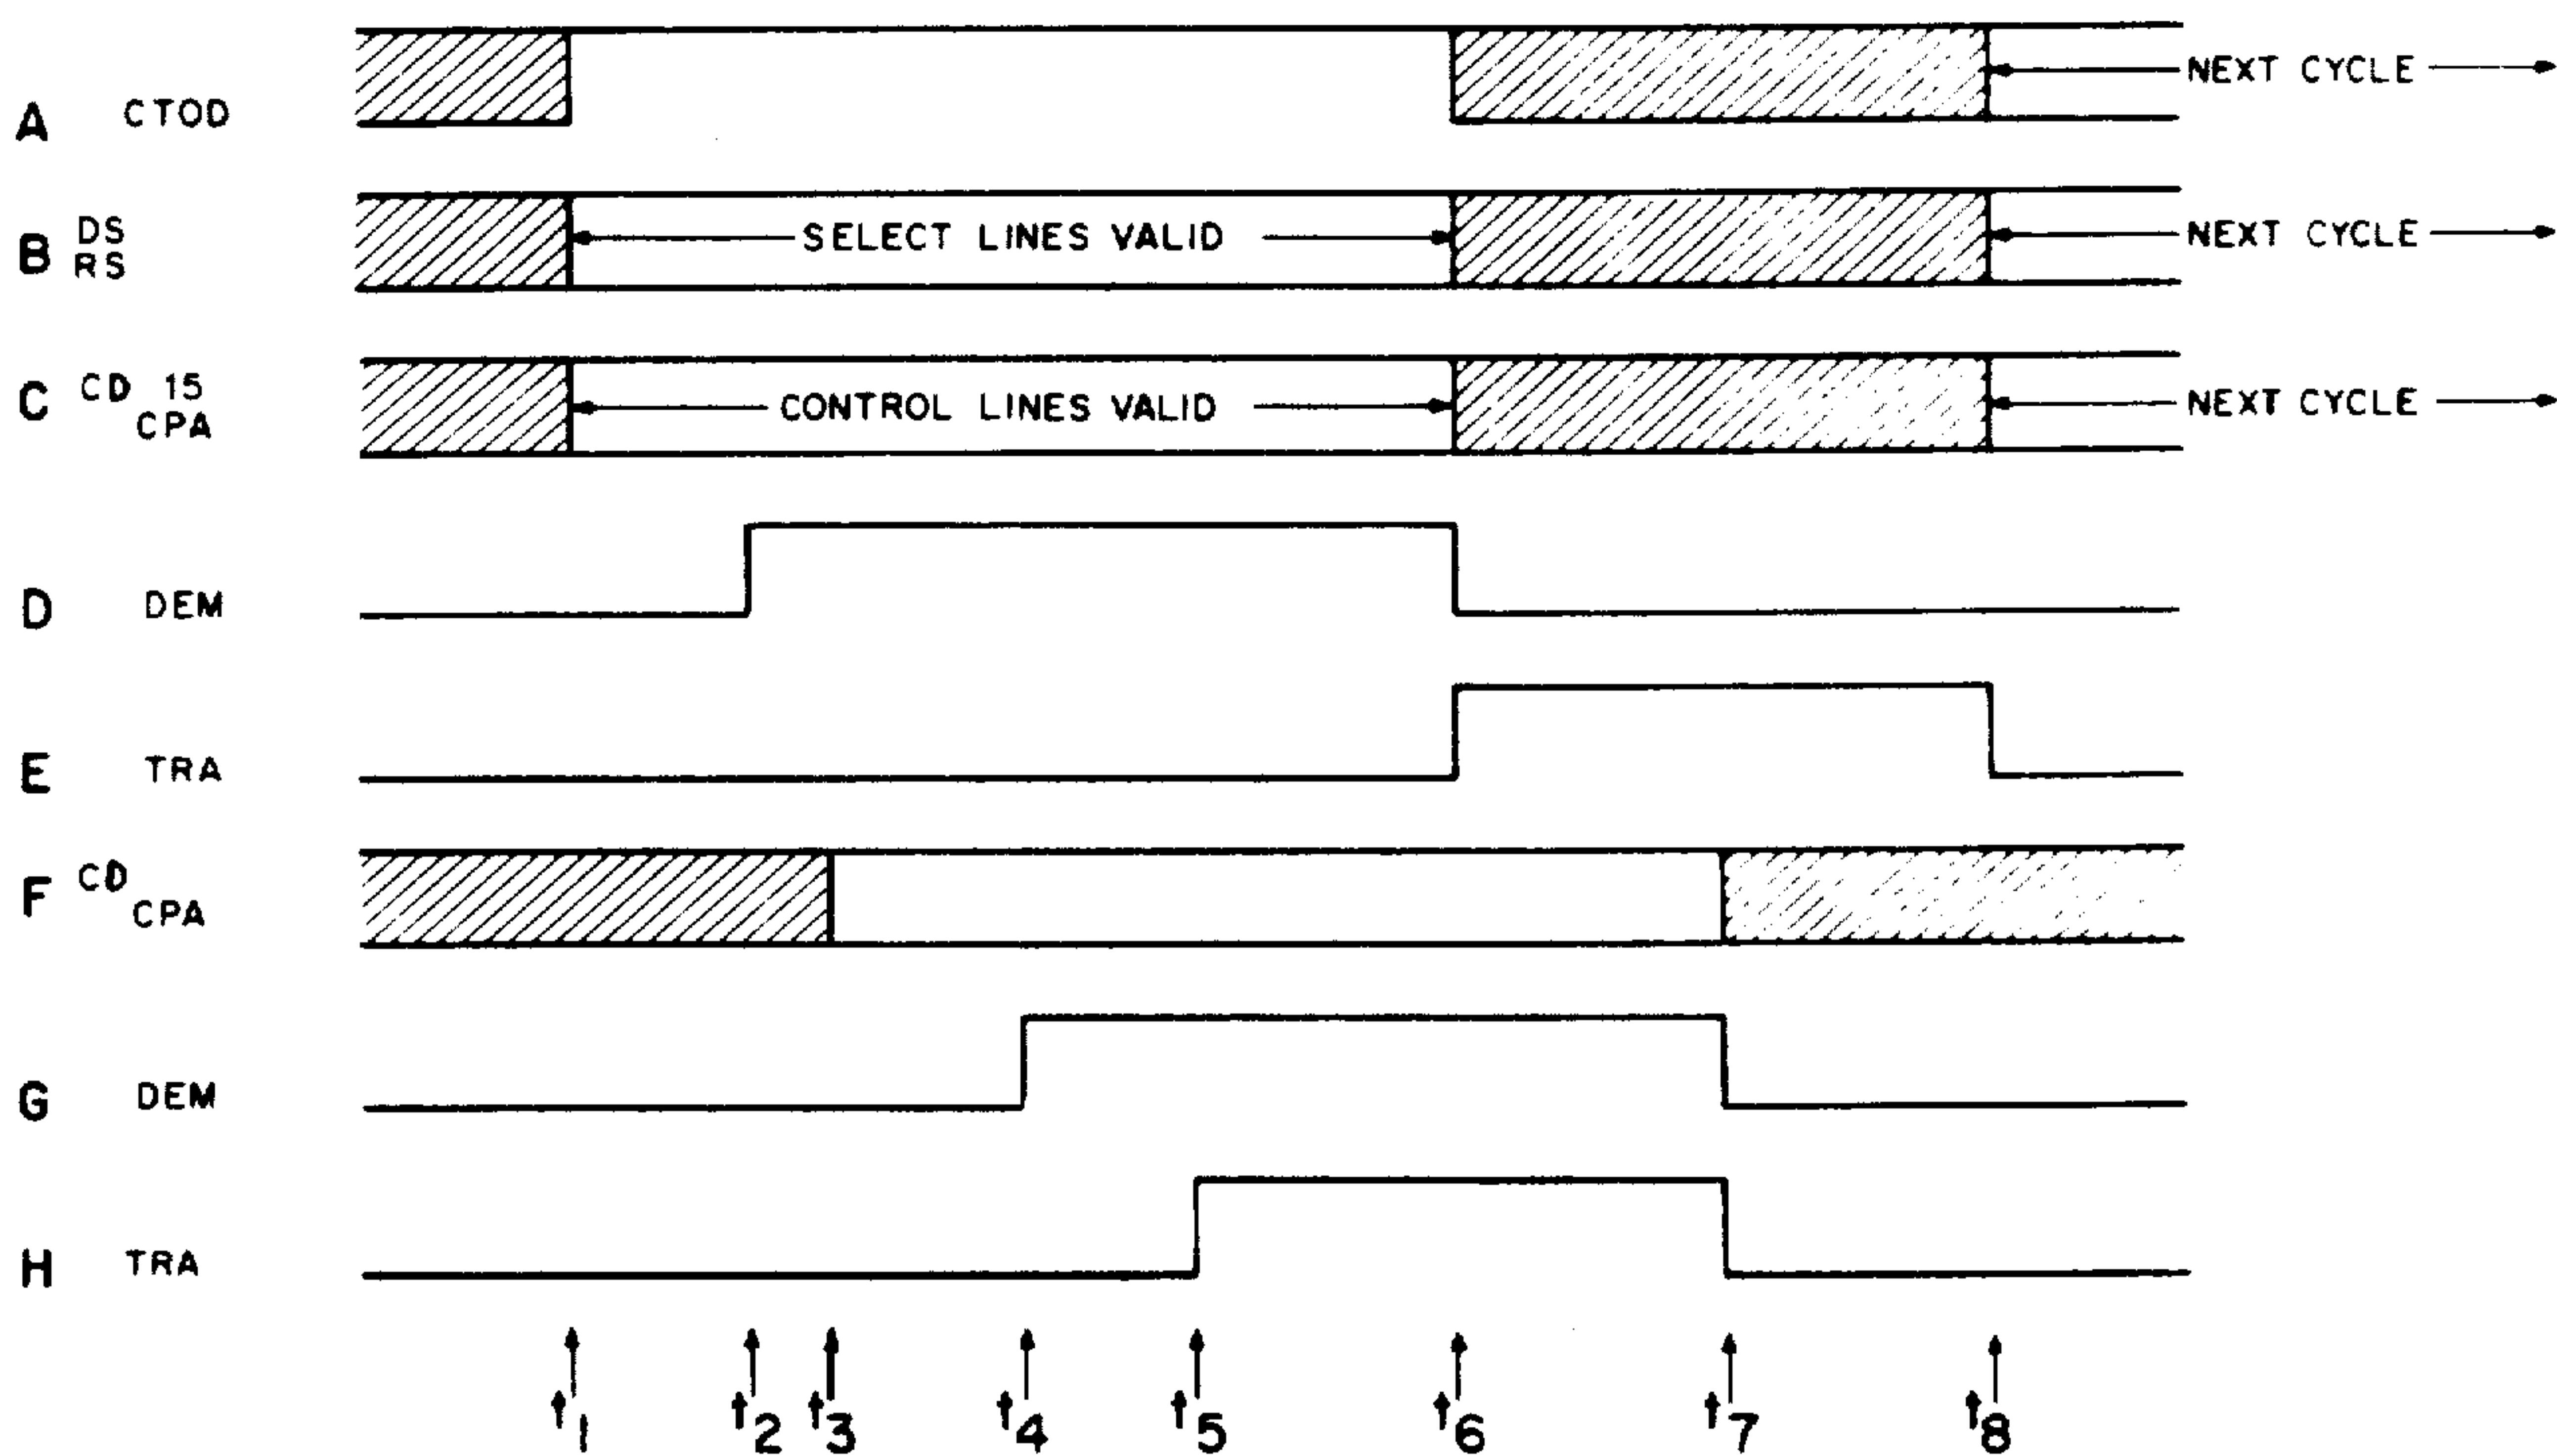 A CTOD
NEXT CYCLE
B DS
RS
SELECT LINES VALID
NEXT CYCLE
C CD 15
CPA
CONTROL LINES VALID
NEXT CYCLE
D DEM
E TRA
F CD
CPA
G DEM
H TRA
t1 t2 t3 t4 t5 t6 t7 t8